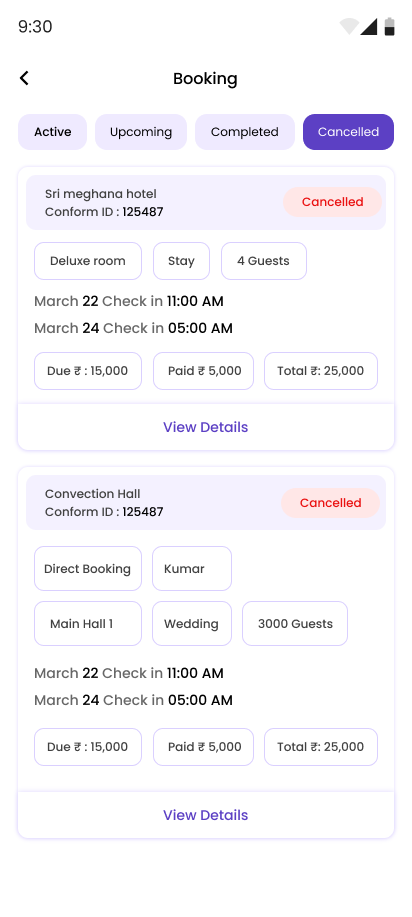 9:30
Booking
Active Upcoming Completed Cancelled
Sri meghana hotel
Conform ID : 125487
Cancelled
Deluxe room Stay 4 Guests
March 22 Check in 11:00 AM
March 24 Check in 05:00 AM
Due ₹ : 15,000 Paid ₹ 5,000 Total ₹: 25,000
View Details
Convection Hall
Conform ID : 125487
Cancelled
Direct Booking Kumar
Main Hall 1 Wedding 3000 Guests
March 22 Check in 11:00 AM
March 24 Check in 05:00 AM
Due ₹ : 15,000 Paid ₹ 5,000 Total ₹: 25,000
View Details